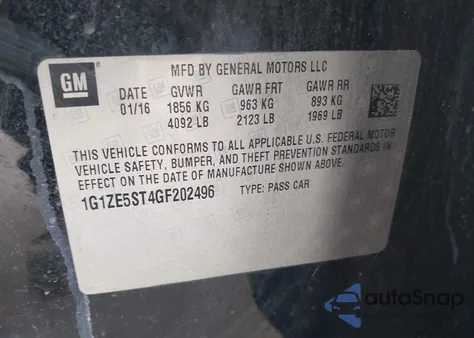 GM
MFD BY GENERAL MOTORS LLC
DATE GVWR GAWR FRT GAWR RR
01/16 1856 KG 963 KG 893 KG
4092 LB 2123 LB 1969 LB
THIS VEHICLE CONFORMS TO ALL APPLICABLE U.S. FEDERAL MOTOR
VEHICLE SAFETY, BUMPER, AND THEFT PREVENTION STANDARDS IN
EFFECT ON THE DATE OF MANUFACTURE SHOWN ABOVE.
1G1ZE5ST4GF202496 TYPE: PASS CAR
autoSnap